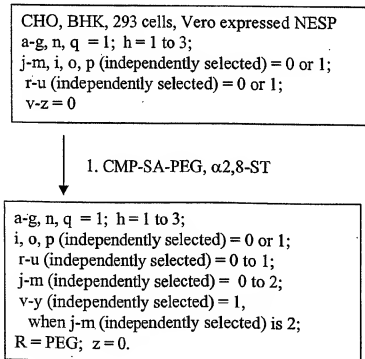 CHO, BHK, 293 cells, Vero expressed NESP
a-g, n, q = 1; h = 1 to 3;
j-m, i, o, p (independently selected) = 0 or 1;
r-u (independently selected) = 0 or 1;
v-z = 0
1. CMP-SA-PEG, α2,8-ST
a-g, n, q = 1; h = 1 to 3;
i, o, p (independently selected) = 0 or 1;
r-u (independently selected) = 0 to 1;
j-m (independently selected) = 0 to 2;
v-y (independently selected) = 1,
when j-m (independently selected) is 2;
R = PEG; z = 0.